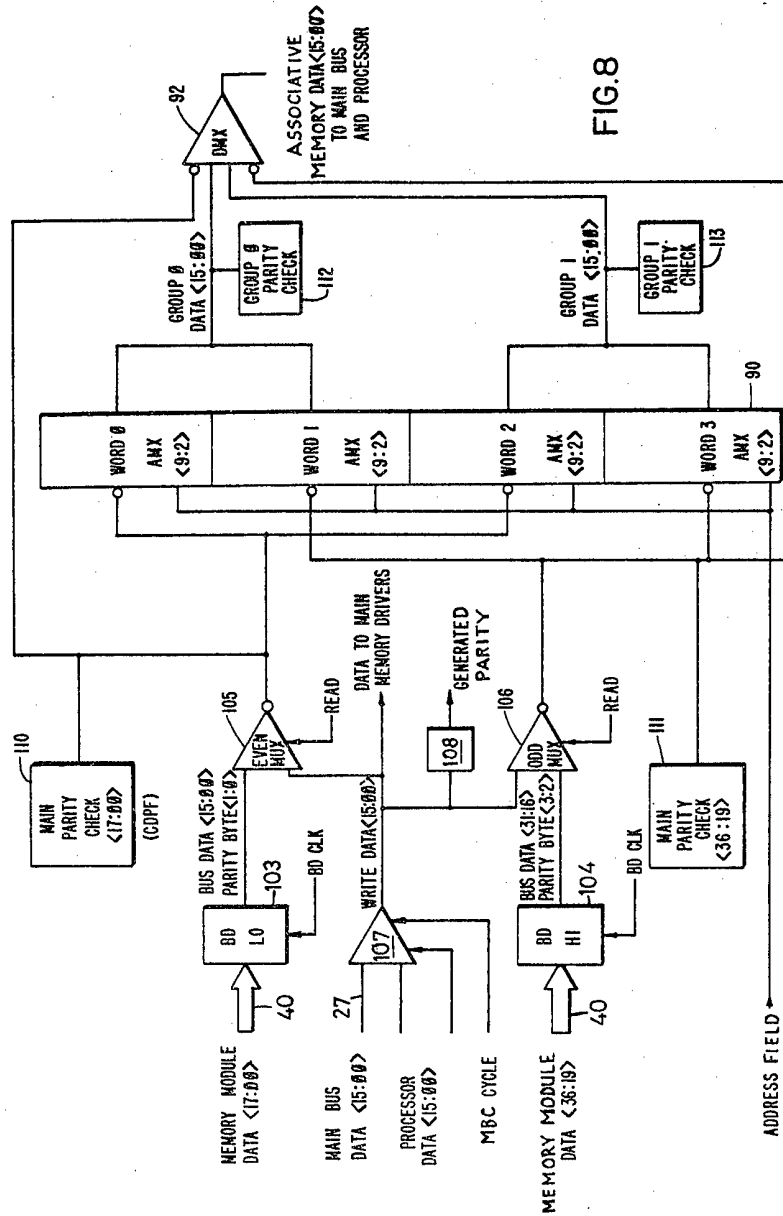 110
MAIN
PARITY
CHECK
<17:00>
(CDPF)
MEMORY MODULE
DATA <17:00>
40
BD
LO
103
BD CLK
BUS DATA <15:00>
PARITY BYTE<1:0>
EVEN
MUX
105
READ
MAIN BUS
DATA <15:00>
27
PROCESSOR
DATA <15:00>
MBC CYCLE
107
WRITE DATA<15:00>
DATA TO MAIN
MEMORY DRIVERS
108
GENERATED
PARITY
MEMORY MODULE
DATA <36:19>
40
BD
HI
104
BD CLK
BUS DATA <31:16>
PARITY BYTE<3:2>
ODD
MUX
106
READ
111
MAIN
PARITY
CHECK
<36:19>
ADDRESS FIELD
WORD 0
AMX
<9:2>
WORD 1
AMX
<9:2>
WORD 2
AMX
<9:2>
WORD 3
AMX
<9:2>
90
GROUP 0
DATA <15:00>
GROUP 0
PARITY
CHECK
112
GROUP 1
DATA <15:00>
GROUP 1
PARITY
CHECK
113
DMX
92
ASSOCIATIVE
MEMORY DATA<15:00>
TO MAIN BUS
AND PROCESSOR
FIG.8